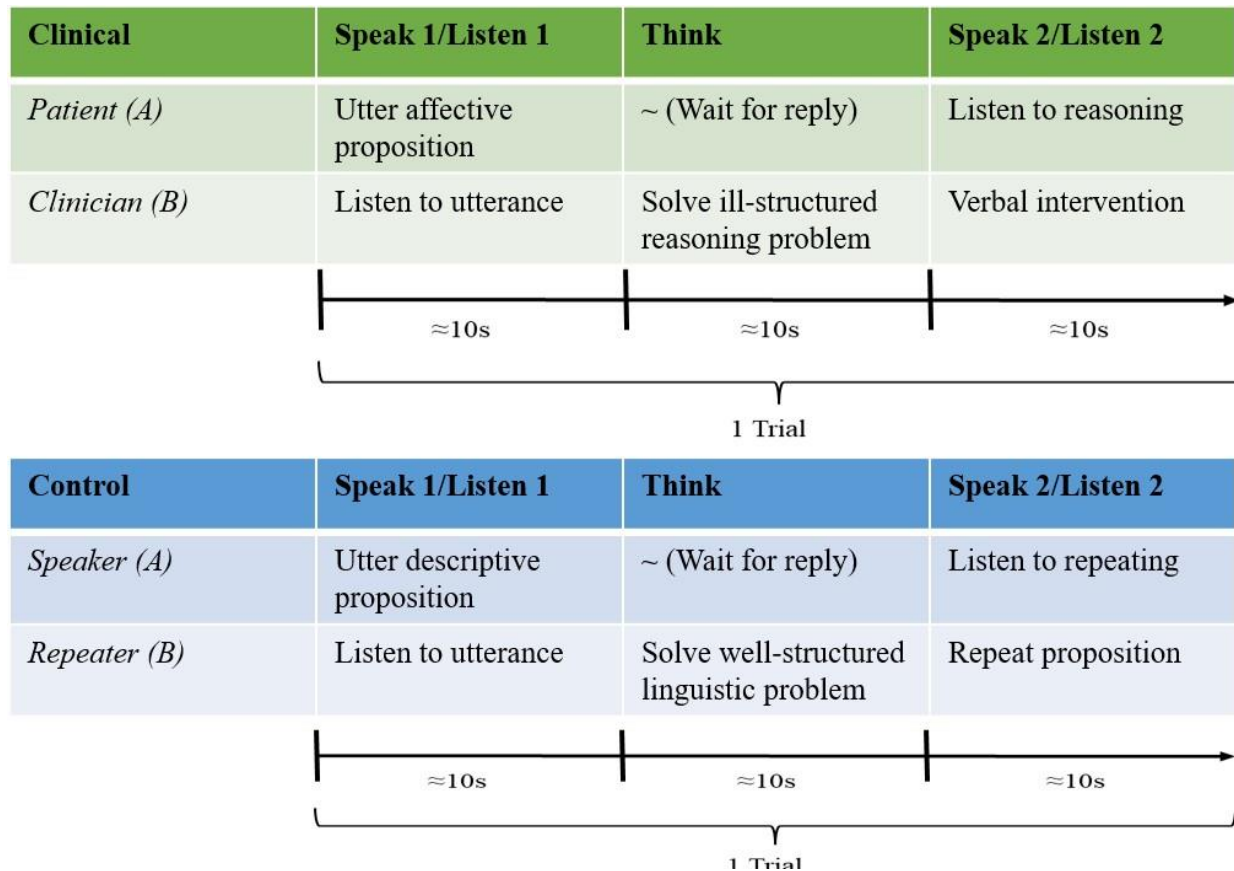 Clinical Speak 1/Listen 1 Think Speak 2/Listen 2
Patient (A) Utter affective ~ (Wait for reply) Listen to reasoning
proposition
Clinician (B) Listen to utterance Solve ill-structured Verbal intervention
reasoning problem
≈10s ≈10s ≈10s
1 Trial
Control Speak 1/Listen 1 Think Speak 2/Listen 2
Speaker (A) Utter descriptive ~ (Wait for reply) Listen to repeating
proposition
Repeater (B) Listen to utterance Solve well-structured Repeat proposition
linguistic problem
≈10s ≈10s ≈10s
1 Trial